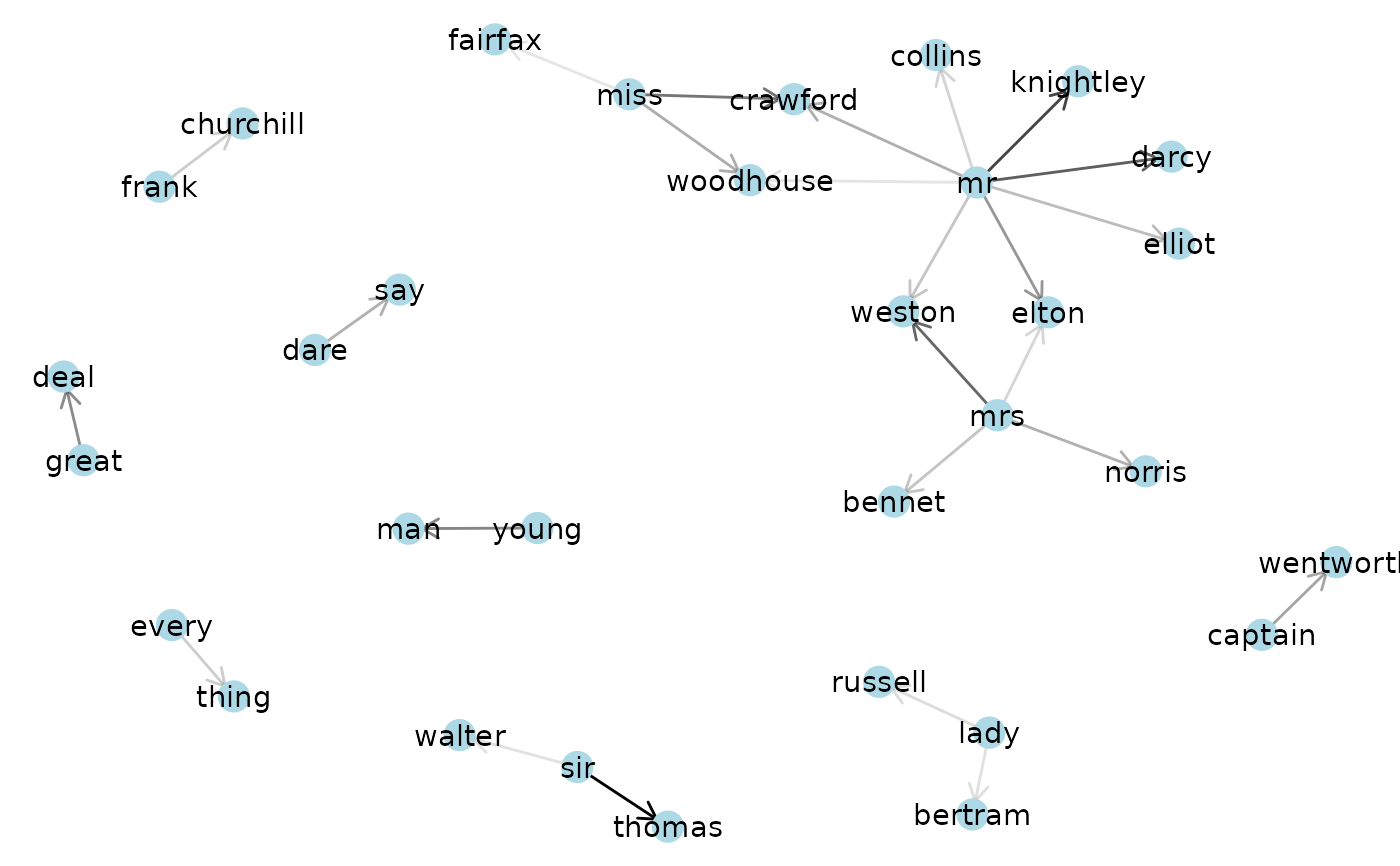 fairfax
collins
knightley
miss
crawford
churchill
darcy
woodhouse
mr
frank
elliot
say
weston
elton
dare
deal
mrs
great
norris
bennet
man
young
wentworth
every
captain
russell
thing
lady
walter
sir
bertram
thomas